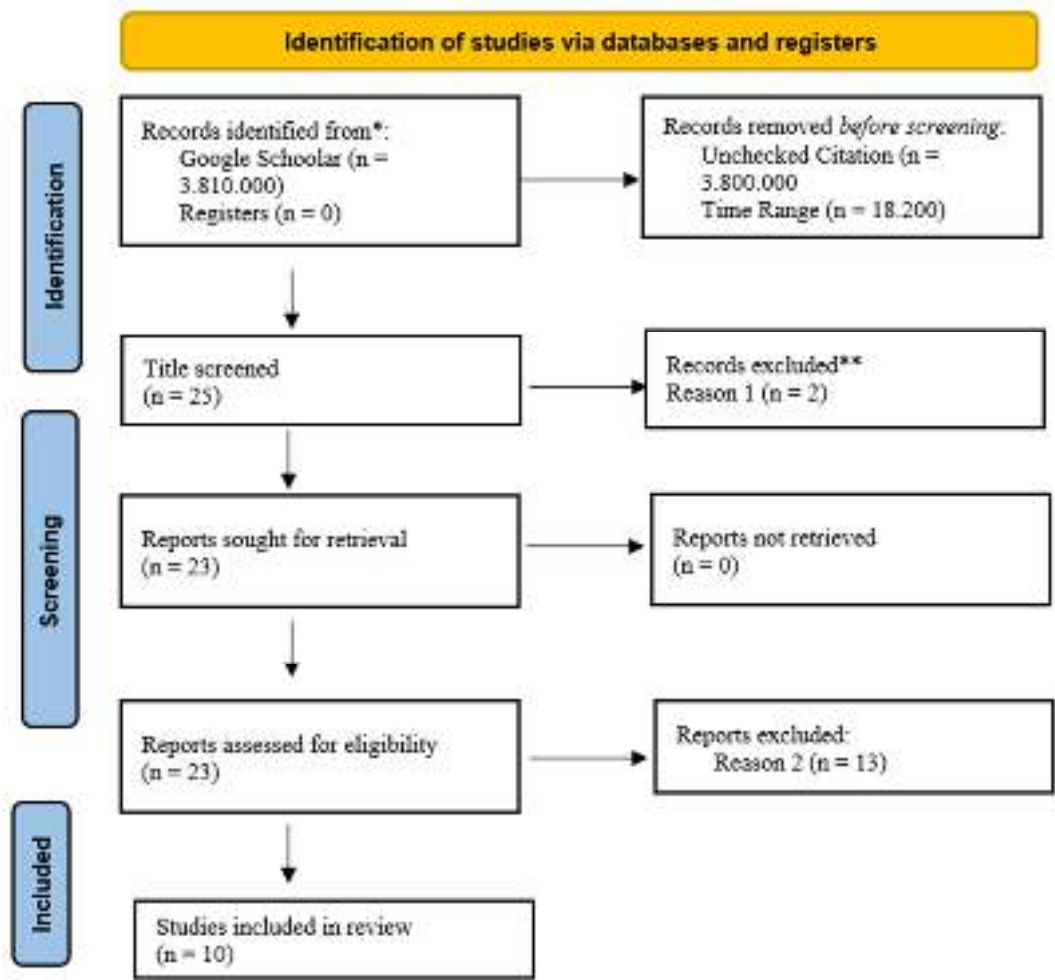 Identification of studies via databases and registers
Identification
Records identified from*:
Google Schoolar (n =
3.810.000)
Registers (n = 0)
Records removed before screening:
Unchecked Citation (n =
3.800.000
Time Range (n = 18.200)
Title screened
(n = 25)
Records excluded**
Reason 1 (n = 2)
Screening
Reports sought for retrieval
(n = 23)
Reports not retrieved
(n = 0)
Reports assessed for eligibility
(n = 23)
Reports excluded:
Reason 2 (n = 13)
Included
Studies included in review
(n = 10)